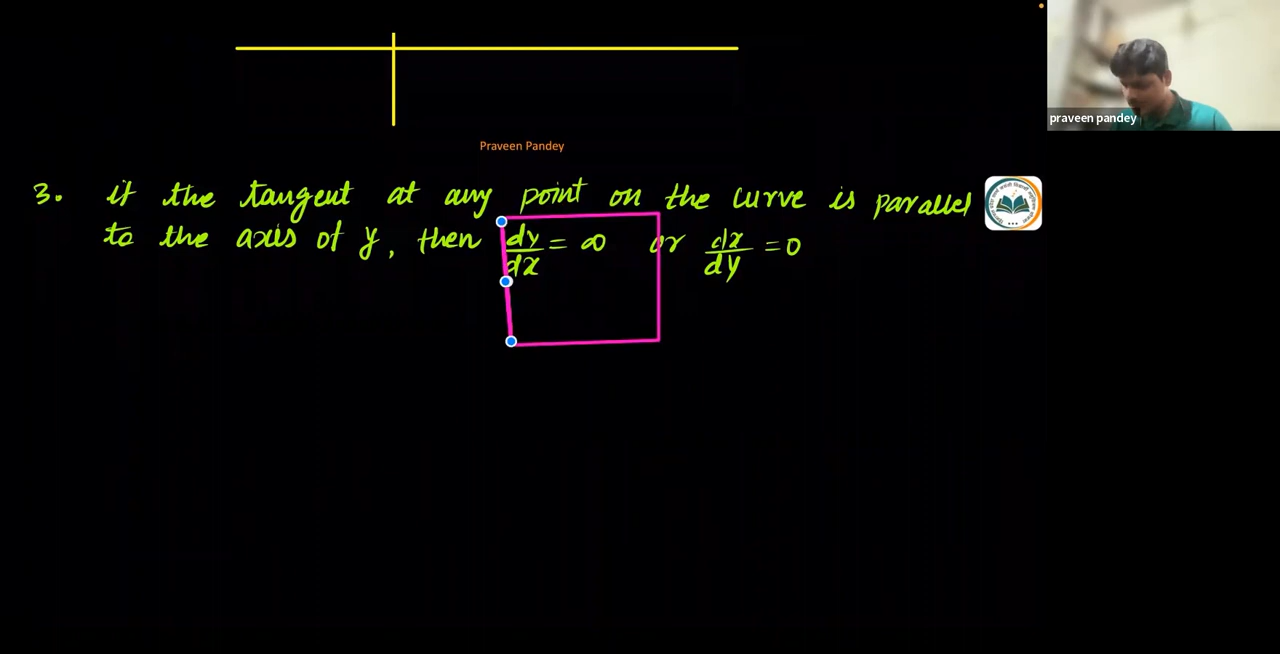 praveen pandey
Praveen Pandey
3. if the tangent at any point on the curve is parallel
to the axis of y, then dy/dx = ∞ or dx/dy = 0